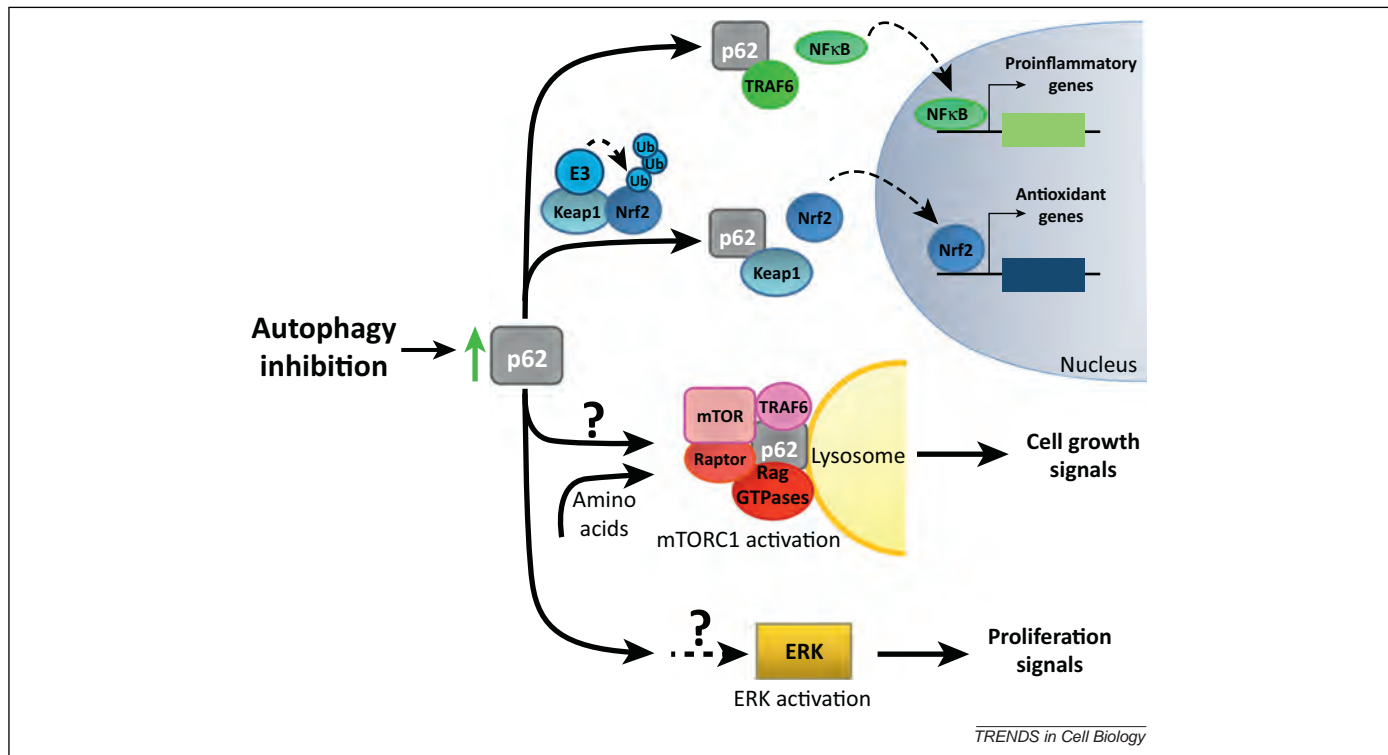 p62
TRAF6
NFκB
NFκB
Proinflammatory
genes
E3
Ub
Ub
Ub
Keap1
Nrf2
p62
Keap1
Nrf2
Nrf2
Antioxidant
genes
Nucleus
Autophagy
inhibition
p62
?
Amino
acids
mTOR
TRAF6
p62
Raptor
Rag
GTPases
Lysosome
mTORC1 activation
Cell growth
signals
?
ERK
ERK activation
Proliferation
signals
TRENDS in Cell Biology